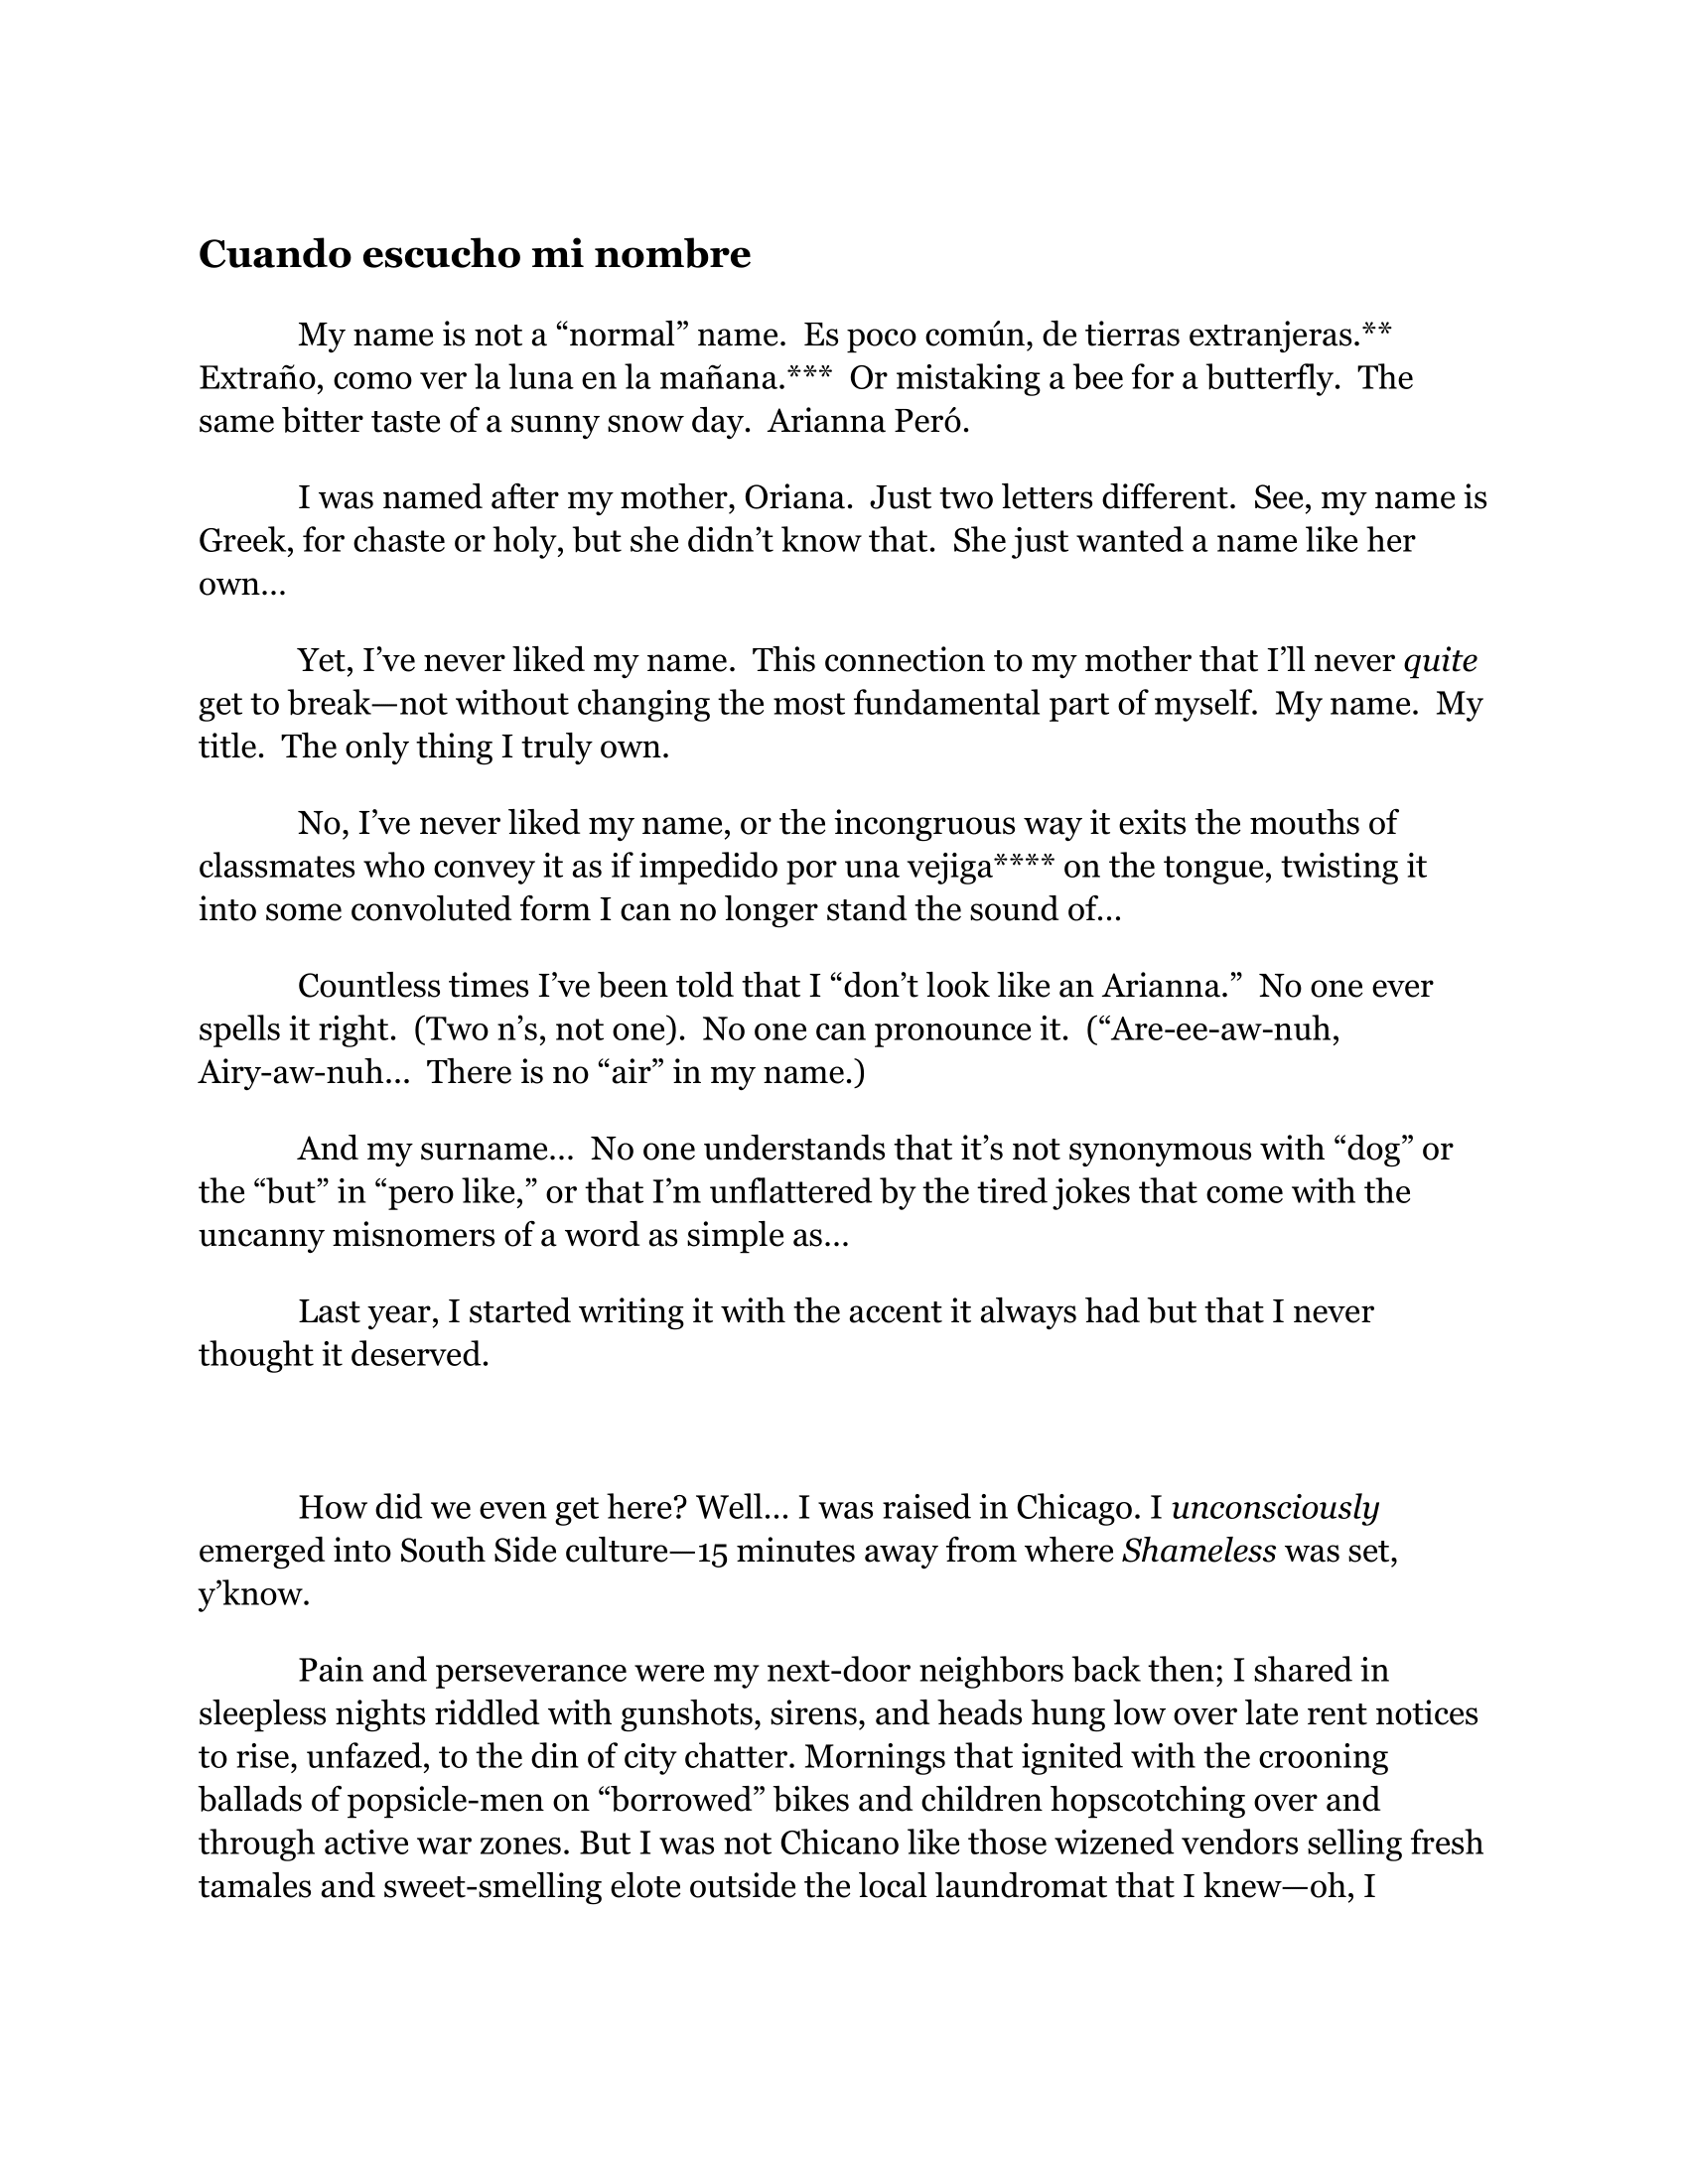 Cuando escucho mi nombre
My name is not a “normal” name.  Es poco común, de tierras extranjeras.**
Extraño, como ver la luna en la mañana.***  Or mistaking a bee for a butterfly.  The
same bitter taste of a sunny snow day.  Arianna Peró.
I was named after my mother, Oriana.  Just two letters different.  See, my name is
Greek, for chaste or holy, but she didn’t know that.  She just wanted a name like her
own…
Yet, I’ve never liked my name.  This connection to my mother that I’ll never quite
get to break—not without changing the most fundamental part of myself.  My name.  My
title.  The only thing I truly own.
No, I’ve never liked my name, or the incongruous way it exits the mouths of
classmates who convey it as if impedido por una vejiga**** on the tongue, twisting it
into some convoluted form I can no longer stand the sound of…
Countless times I’ve been told that I “don’t look like an Arianna.”  No one ever
spells it right.  (Two n’s, not one).  No one can pronounce it.  (“Are-ee-aw-nuh,
Airy-aw-nuh…  There is no “air” in my name.)
And my surname…  No one understands that it’s not synonymous with “dog” or
the “but” in “pero like,” or that I’m unflattered by the tired jokes that come with the
uncanny misnomers of a word as simple as…
Last year, I started writing it with the accent it always had but that I never
thought it deserved.
How did we even get here? Well… I was raised in Chicago. I unconsciously
emerged into South Side culture—15 minutes away from where Shameless was set,
y’know.
Pain and perseverance were my next-door neighbors back then; I shared in
sleepless nights riddled with gunshots, sirens, and heads hung low over late rent notices
to rise, unfazed, to the din of city chatter. Mornings that ignited with the crooning
ballads of popsicle-men on “borrowed” bikes and children hopscotching over and
through active war zones. But I was not Chicano like those wizened vendors selling fresh
tamales and sweet-smelling elote outside the local laundromat that I knew—oh, I